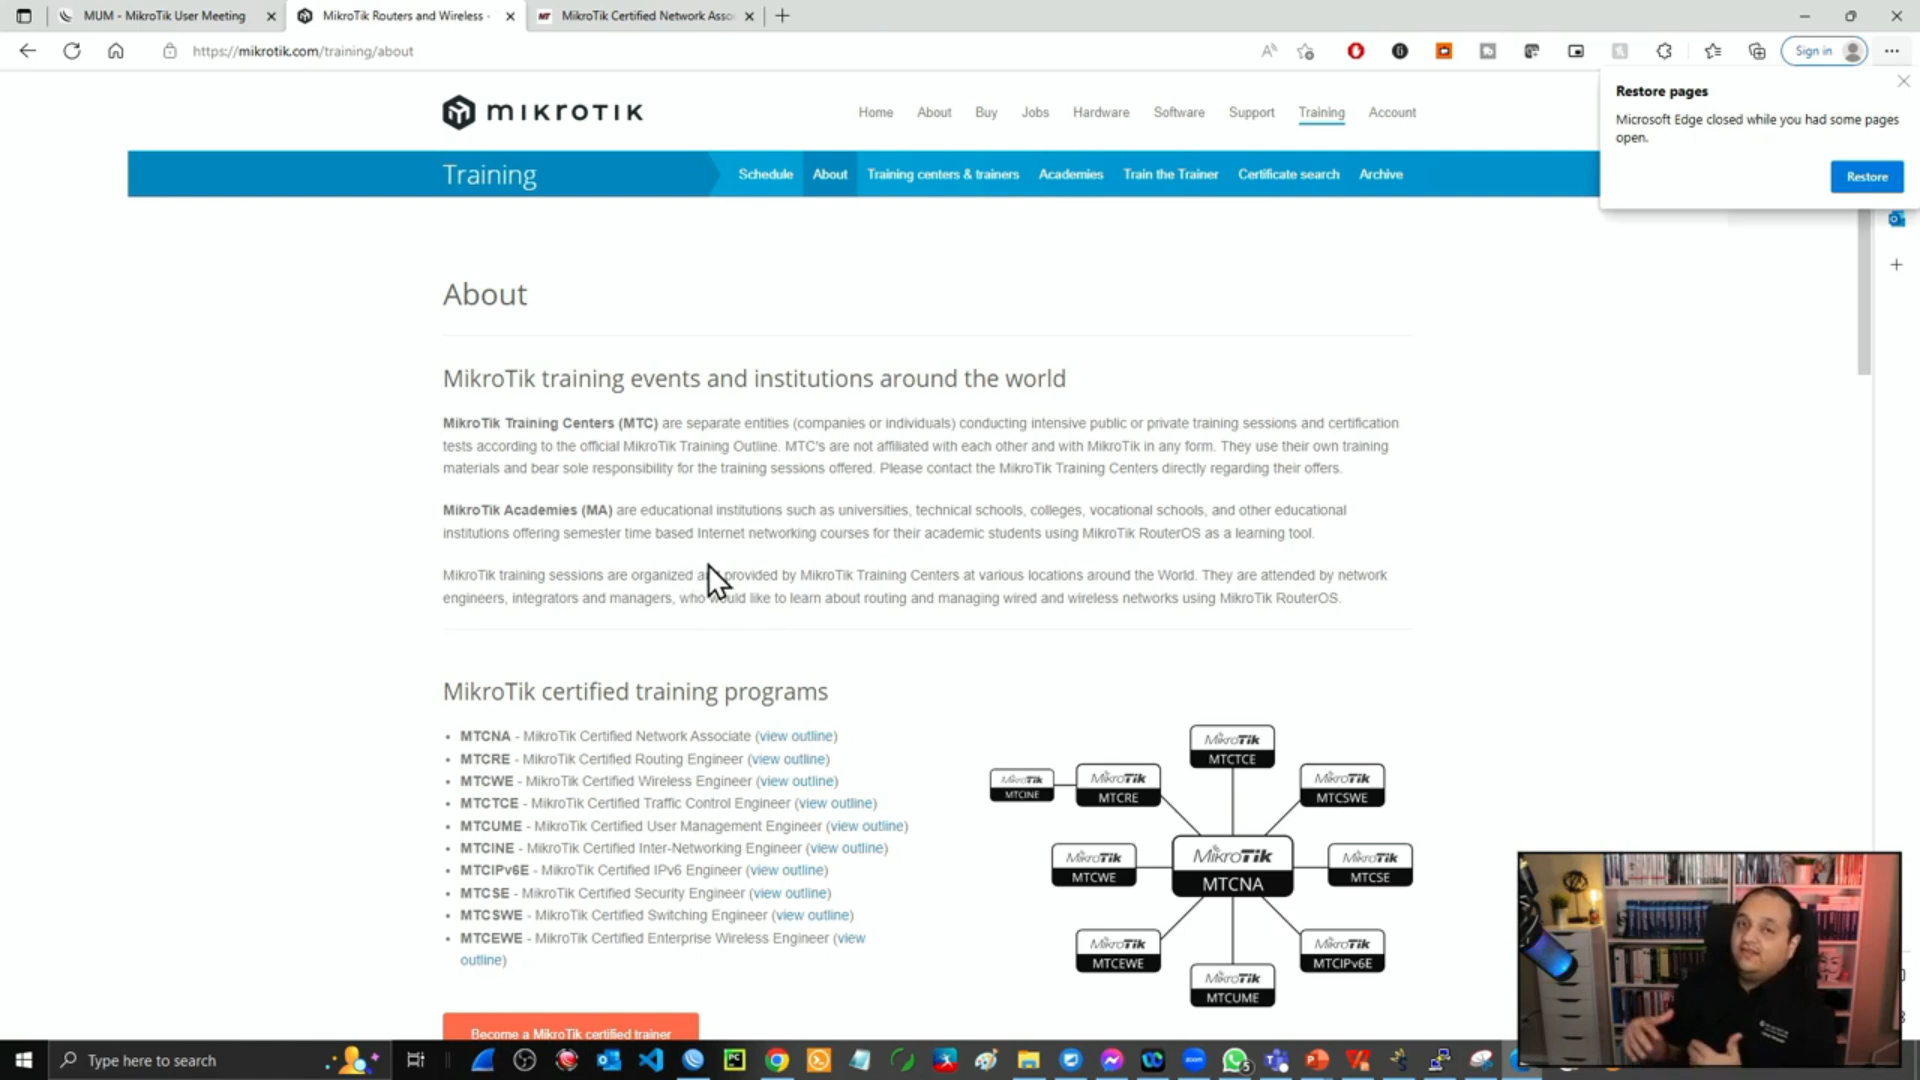 MUM - MikroTik User Meeting
MikroTik Routers and Wireless -
MikroTik Certified Network Asso
https://mikrotik.com/training/about
Sign in
Restore pages
Microsoft Edge closed while you had some pages
open.
Restore
MikroTik
Home About Buy Jobs Hardware Software Support Training Account
Training
Schedule About Training centers & trainers Academies Train the Trainer Certificate search Archive
About
MikroTik training events and institutions around the world
MikroTik Training Centers (MTC) are separate entities (companies or individuals) conducting intensive public or private training sessions and certification
tests according to the official MikroTik Training Outline. MTC's are not affiliated with each other and with MikroTik in any form. They use their own training
materials and bear sole responsibility for the training sessions offered. Please contact the MikroTik Training Centers directly regarding their offers.
MikroTik Academies (MA) are educational institutions such as universities, technical schools, colleges, vocational schools, and other educational
institutions offering semester time based Internet networking courses for their academic students using MikroTik RouterOS as a learning tool.
MikroTik training sessions are organized and provided by MikroTik Training Centers at various locations around the World. They are attended by network
engineers, integrators and managers, who would like to learn about routing and managing wired and wireless networks using MikroTik RouterOS.
MikroTik certified training programs
MTCNA - MikroTik Certified Network Associate (view outline)
MTCRE - MikroTik Certified Routing Engineer (view outline)
MTCWE - MikroTik Certified Wireless Engineer (view outline)
MTCTCE - MikroTik Certified Traffic Control Engineer (view outline)
MTCUME - MikroTik Certified User Management Engineer (view outline)
MTCINE - MikroTik Certified Inter-Networking Engineer (view outline)
MTCIPv6E - MikroTik Certified IPv6 Engineer (view outline)
MTCSE - MikroTik Certified Security Engineer (view outline)
MTCSWE - MikroTik Certified Switching Engineer (view outline)
MTCEWE - MikroTik Certified Enterprise Wireless Engineer (view
outline)
Become a MikroTik certified trainer
MikroTik
MTCTCE
MikroTik
MTCINE
MikroTik
MTCRE
MikroTik
MTCSWE
MikroTik
MTCWE
MikroTik
MTCNA
MikroTik
MTCSE
MikroTik
MTCEWE
MikroTik
MTCIPv6E
MikroTik
MTCUME
Type here to search